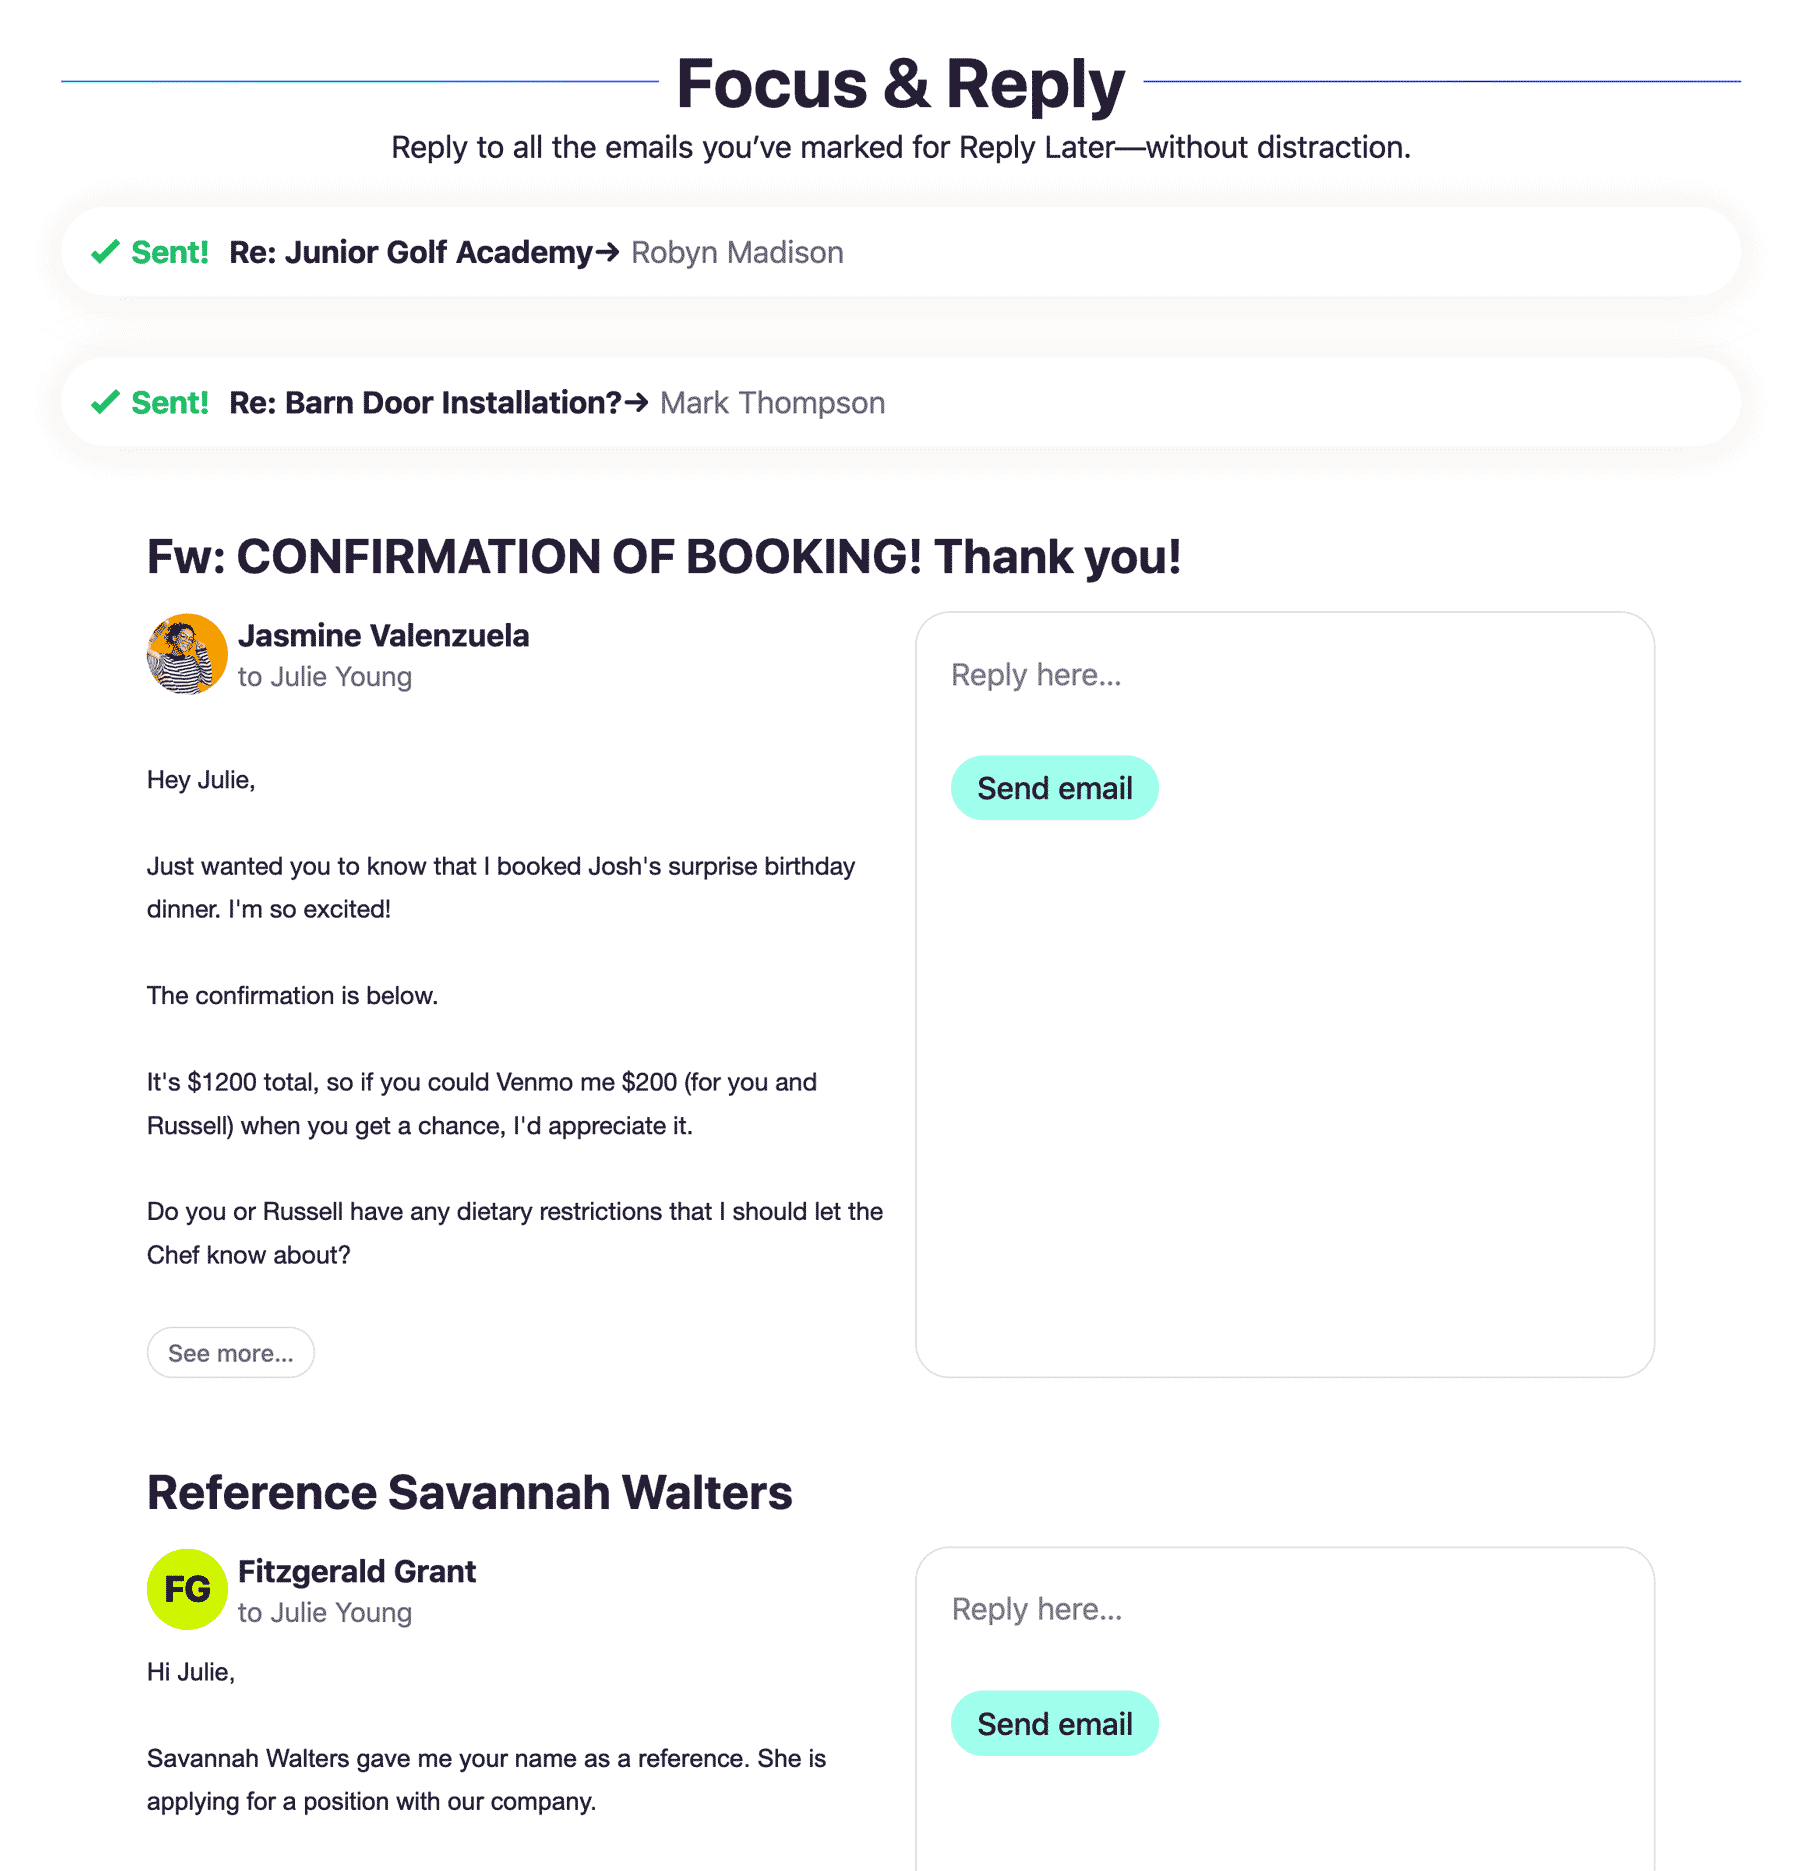 Focus & Reply
Reply to all the emails you’ve marked for Reply Later—without distraction.
Sent! Re: Junior Golf Academy→ Robyn Madison
Sent! Re: Barn Door Installation?→ Mark Thompson
Fw: CONFIRMATION OF BOOKING! Thank you!
Jasmine Valenzuela
to Julie Young
Hey Julie,
Just wanted you to know that I booked Josh's surprise birthday
dinner. I'm so excited!
The confirmation is below.
It's $1200 total, so if you could Venmo me $200 (for you and
Russell) when you get a chance, I'd appreciate it.
Do you or Russell have any dietary restrictions that I should let the
Chef know about?
See more...
Reply here...
Send email
Reference Savannah Walters
FG
Fitzgerald Grant
to Julie Young
Hi Julie,
Savannah Walters gave me your name as a reference. She is
applying for a position with our company.
Reply here...
Send email